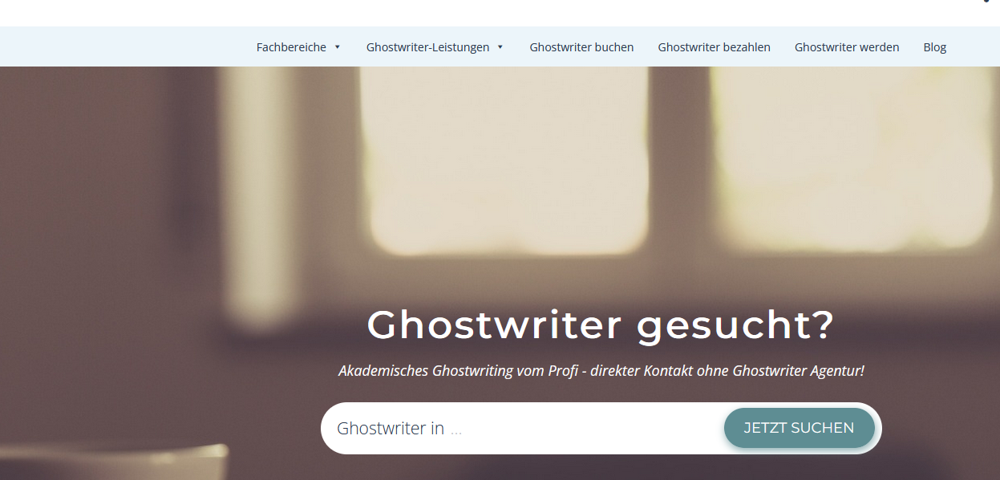 Fachbereiche Ghostwriter-Leistungen Ghostwriter buchen Ghostwriter bezahlen Ghostwriter werden Blog
Ghostwriter gesucht?
Akademisches Ghostwriting vom Profi - direkter Kontakt ohne Ghostwriter Agentur!
Ghostwriter in ... JETZT SUCHEN